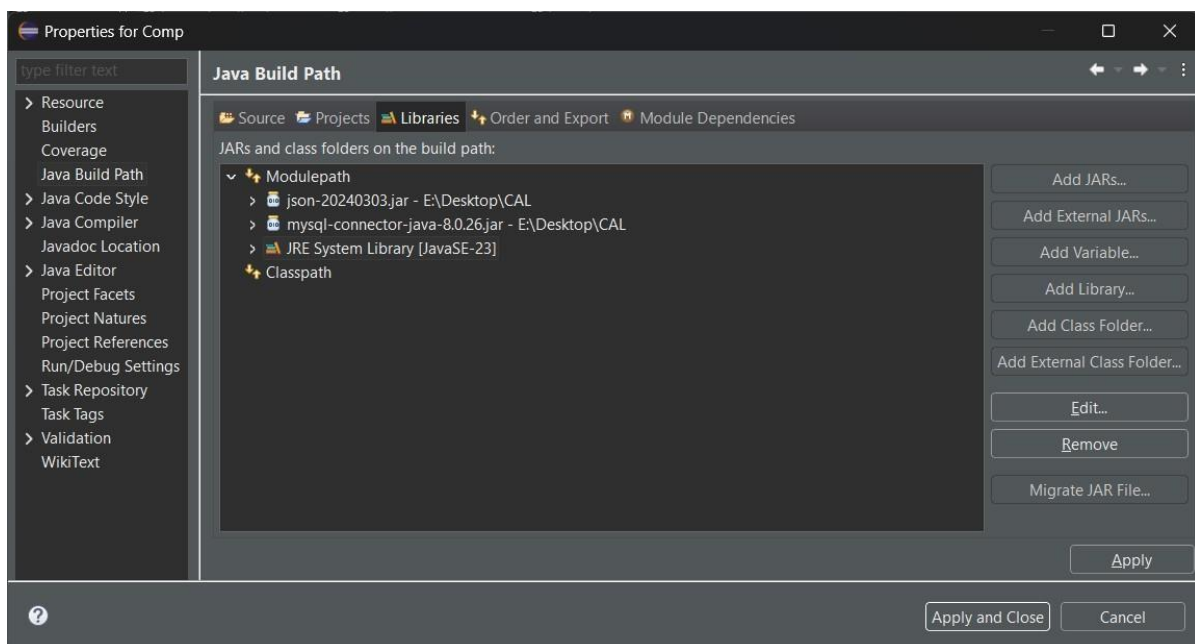 Properties for Comp
type filter text
Resource
Builders
Coverage
Java Build Path
Java Code Style
Java Compiler
Javadoc Location
Java Editor
Project Facets
Project Natures
Project References
Run/Debug Settings
Task Repository
Task Tags
Validation
WikiText
Java Build Path
Source Projects Libraries Order and Export Module Dependencies
JARs and class folders on the build path:
Modulepath
json-20240303.jar - E:\Desktop\CAL
mysql-connector-java-8.0.26.jar - E:\Desktop\CAL
JRE System Library [JavaSE-23]
Classpath
Add JARs...
Add External JARs...
Add Variable...
Add Library...
Add Class Folder...
Add External Class Folder...
Edit...
Remove
Migrate JAR File...
Apply
Apply and Close Cancel